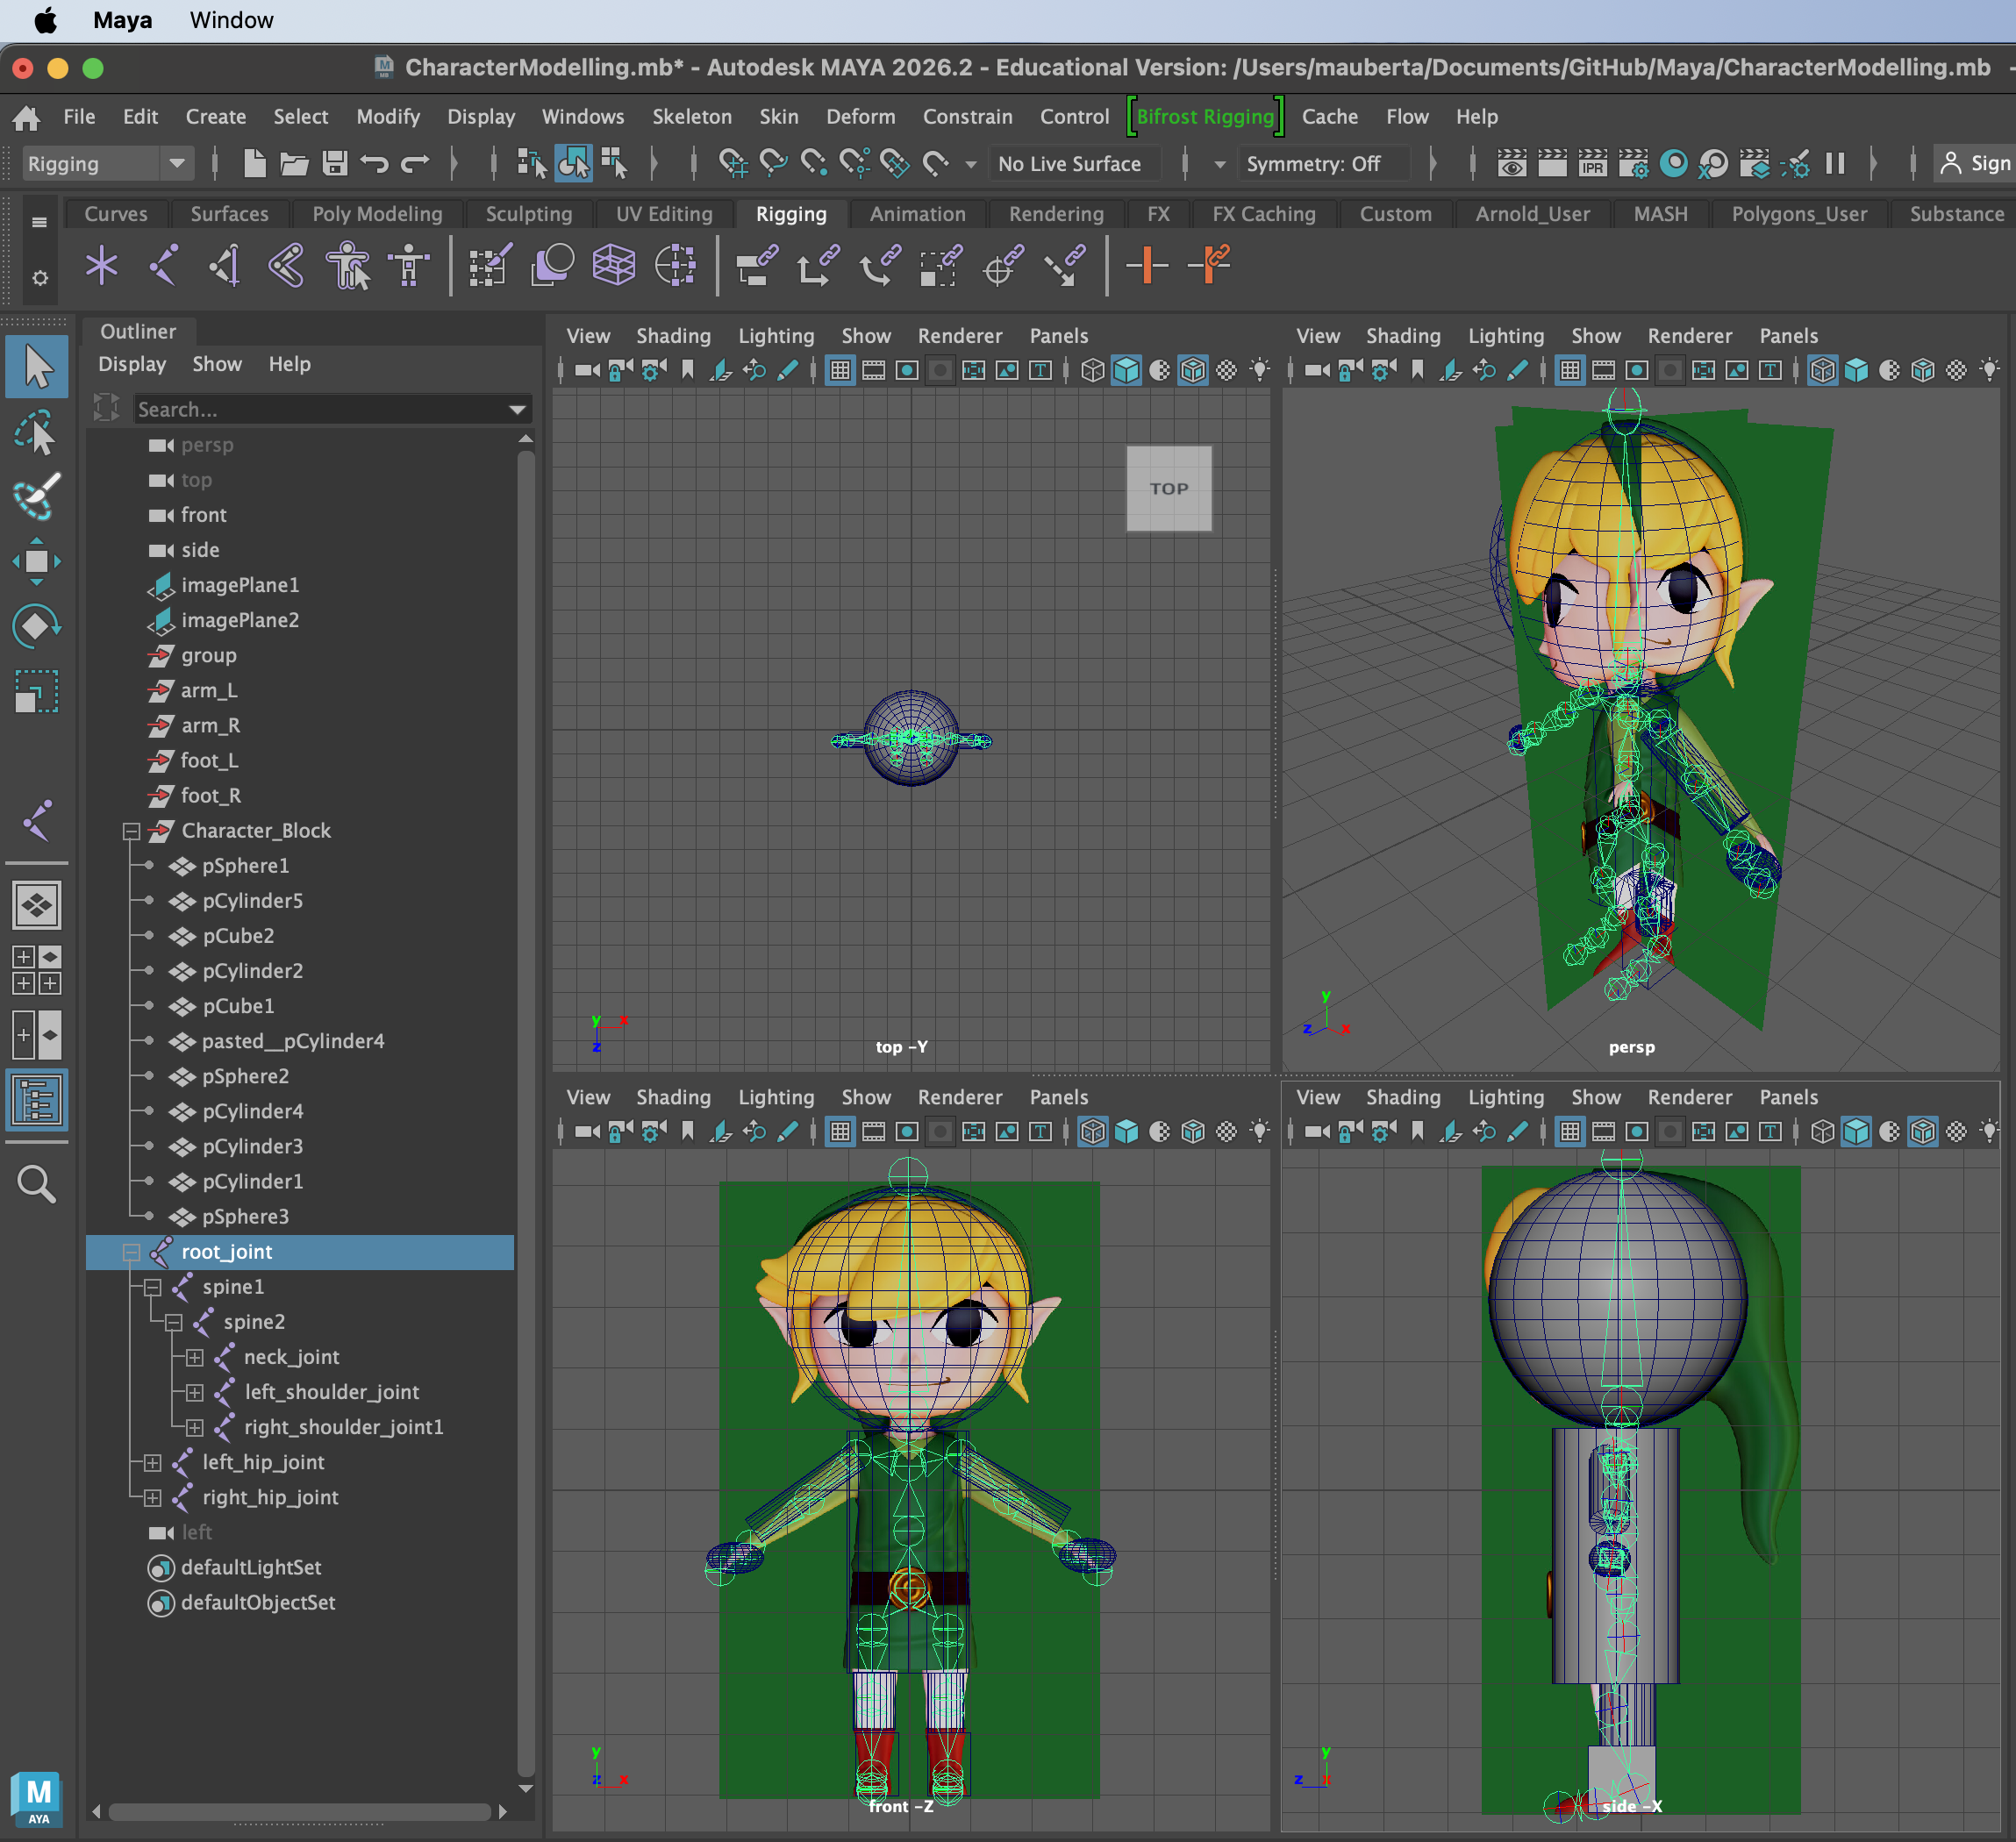 Maya Window
CharacterModelling.mb* - Autodesk MAYA 2026.2 - Educational Version: /Users/mauberta/Documents/GitHub/Maya/CharacterModelling.mb -
File Edit Create Select Modify Display Windows Skeleton Skin Deform Constrain Control Bifrost Rigging Cache Flow Help
Rigging No Live Surface Symmetry: Off IPR Sign
Curves Surfaces Poly Modeling Sculpting UV Editing Rigging Animation Rendering FX FX Caching Custom Arnold_User MASH Polygons_User Substance
Outliner
Display Show Help
Search...
persp
top
front
side
imagePlane1
imagePlane2
group
arm_L
arm_R
foot_L
foot_R
Character_Block
pSphere1
pCylinder5
pCube2
pCylinder2
pCube1
pasted__pCylinder4
pSphere2
pCylinder4
pCylinder3
pCylinder1
pSphere3
root_joint
spine1
spine2
neck_joint
left_shoulder_joint
right_shoulder_joint1
left_hip_joint
right_hip_joint
left
defaultLightSet
defaultObjectSet
M
AYA
View Shading Lighting Show Renderer Panels
TOP
y x
z
top -Y
View Shading Lighting Show Renderer Panels
y
z x
persp
View Shading Lighting Show Renderer Panels
y
z x
front -Z
View Shading Lighting Show Renderer Panels
y
z x
side -X